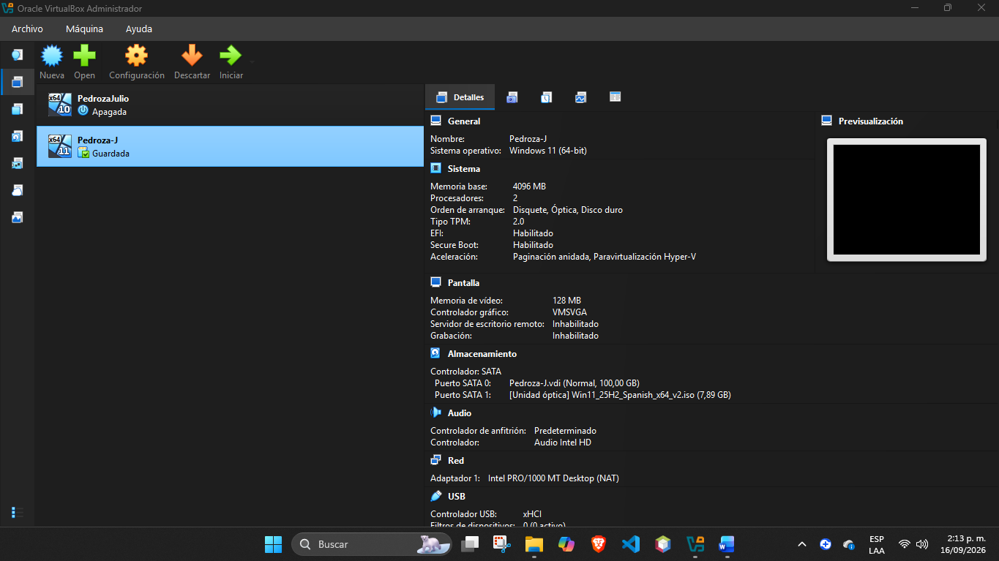 Oracle VirtualBox Administrador
Archivo Máquina Ayuda
Nueva Open Configuración Descartar Iniciar
x64 10 PedrozaJulio
Apagada
x64 11 Pedroza-J
Guardada
Detalles
General
Nombre: Pedroza-J
Sistema operativo: Windows 11 (64-bit)
Previsualización
Sistema
Memoria base: 4096 MB
Procesadores: 2
Orden de arranque: Disquete, Óptica, Disco duro
Tipo TPM: 2.0
EFI: Habilitado
Secure Boot: Habilitado
Aceleración: Paginación anidada, Paravirtualización Hyper-V
Pantalla
Memoria de vídeo: 128 MB
Controlador gráfico: VMSVGA
Servidor de escritorio remoto: Inhabilitado
Grabación: Inhabilitado
Almacenamiento
Controlador: SATA
Puerto SATA 0: Pedroza-J.vdi (Normal, 100,00 GB)
Puerto SATA 1: [Unidad óptica] Win11_25H2_Spanish_x64_v2.iso (7,89 GB)
Audio
Controlador de anfitrión: Predeterminado
Controlador: Audio Intel HD
Red
Adaptador 1: Intel PRO/1000 MT Desktop (NAT)
USB
Controlador USB: xHCI
Filtros de dispositivos: 0 (0 activo)
Buscar
ESP
LAA
2:13 p. m.
16/09/2026